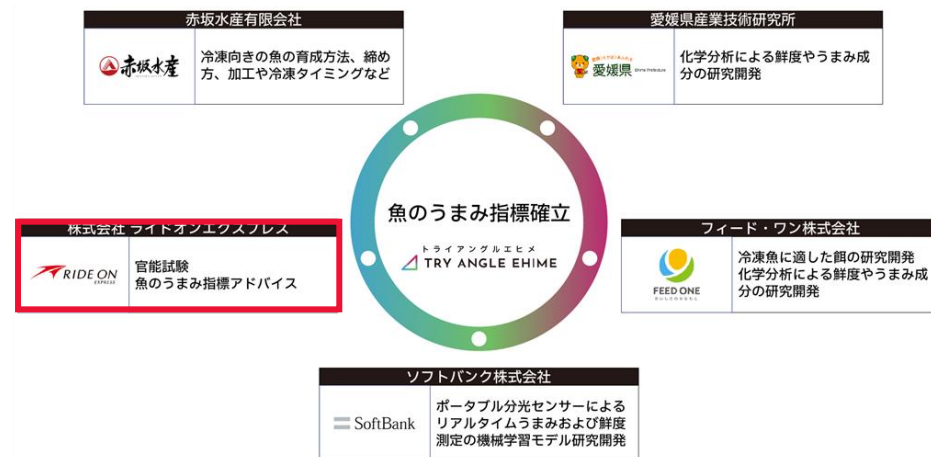 赤坂水産有限会社
赤坂水産
冷凍向きの魚の育成方法、締め
方、加工や冷凍タイミングなど
愛媛県産業技術研究所
愛媛県
Ehime Prefecture
化学分析による鮮度やうまみ成
分の研究開発
魚のうまみ指標確立
トライアングルエヒメ
TRY ANGLE EHIME
株式会社 ライドオンエクスプレス
RIDE ON
EXPRESS
官能試験
魚のうまみ指標アドバイス
フィード・ワン株式会社
FEED ONE
冷凍魚に適した餌の研究開発
化学分析による鮮度やうまみ成
分の研究開発
ソフトバンク株式会社
SoftBank
ポータブル分光センサーによる
リアルタイムうまみおよび鮮度
測定の機械学習モデル研究開発